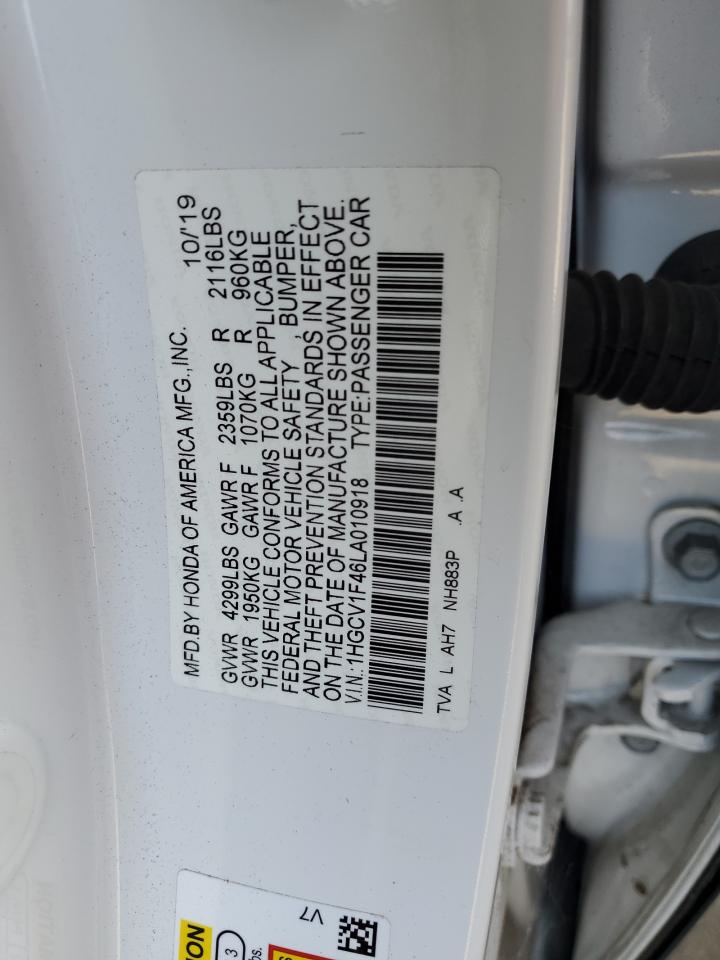 MFD.BY HONDA OF AMERICA MFG.,INC. 10/'19
GVWR 4299LBS GAWR F 2359LBS R 2116LBS
GVWR 1950KG GAWR F 1070KG R 960KG
THIS VEHICLE CONFORMS TO ALL APPLICABLE
FEDERAL MOTOR VEHICLE SAFETY , BUMPER,
AND THEFT PREVENTION STANDARDS IN EFFECT
ON THE DATE OF MANUFACTURE SHOWN ABOVE.
V.I.N.:1HGCV1F46LA010918 TYPE:PASSENGER CAR
TVA L AH7 NH883P .A .A
V7
3